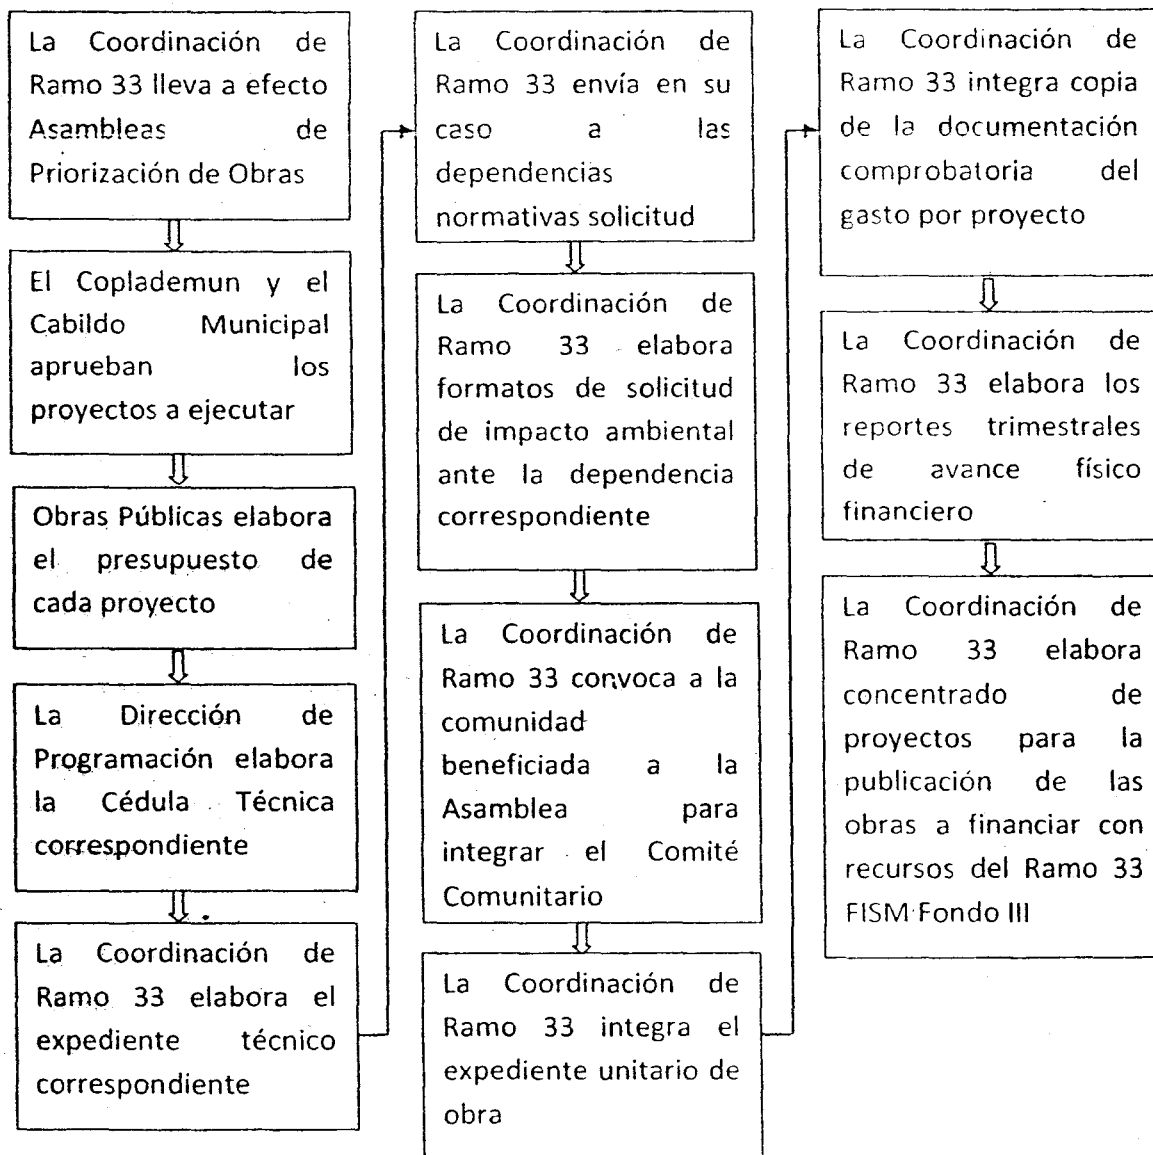 La Coordinación de
Ramo 33 lleva a efecto
Asambleas de
Priorización de Obras
El Coplademun y el
Cabildo Municipal
aprueban los
proyectos a ejecutar
Obras Públicas elabora
el presupuesto de
cada proyecto
La Dirección de
Programación elabora
la Cédula Técnica
correspondiente
La Coordinación de
Ramo 33 elabora el
expediente técnico
correspondiente
La Coordinación de
Ramo 33 envía en su
caso a las
dependencias
normativas solicitud
La Coordinación de
Ramo 33 elabora
formatos de solicitud
de impacto ambiental
ante la dependencia
correspondiente
La Coordinación de
Ramo 33 convoca a la
comunidad
beneficiada a la
Asamblea para
integrar el Comité
Comunitario
La Coordinación de
Ramo 33 integra el
expediente unitario de
obra
La Coordinación de
Ramo 33 integra copia
de la documentación
comprobatoria del
gasto por proyecto
La Coordinación de
Ramo 33 elabora los
reportes trimestrales
de avance físico
financiero
La Coordinación de
Ramo 33 elabora
concentrado de
proyectos para la
publicación de las
obras a financiar con
recursos del Ramo 33
FISM Fondo III